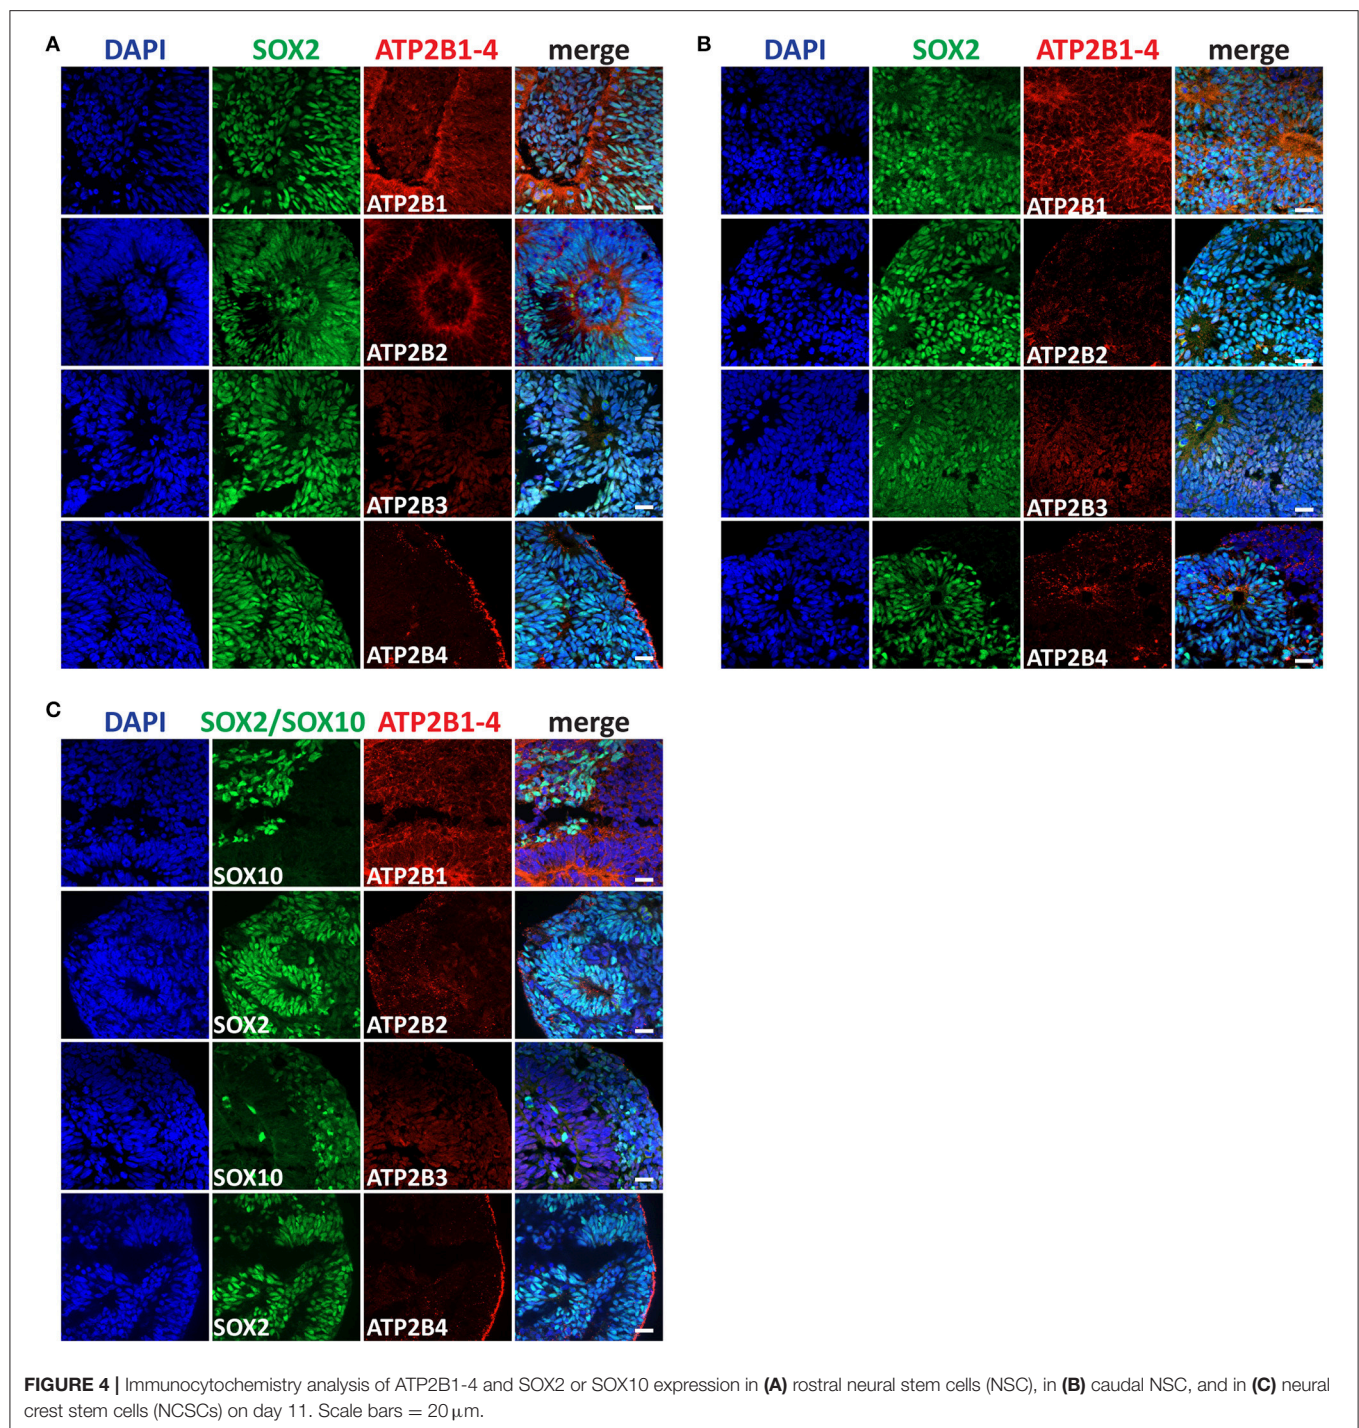 A
DAPI SOX2 ATP2B1-4 merge
ATP2B1
ATP2B2
ATP2B3
ATP2B4
B
DAPI SOX2 ATP2B1-4 merge
ATP2B1
ATP2B2
ATP2B3
ATP2B4
C
DAPI SOX2/SOX10 ATP2B1-4 merge
SOX10 ATP2B1
SOX2 ATP2B2
SOX10 ATP2B3
SOX2 ATP2B4
FIGURE 4 | Immunocytochemistry analysis of ATP2B1-4 and SOX2 or SOX10 expression in (A) rostral neural stem cells (NSC), in (B) caudal NSC, and in (C) neural
crest stem cells (NCSCs) on day 11. Scale bars = 20 μm.